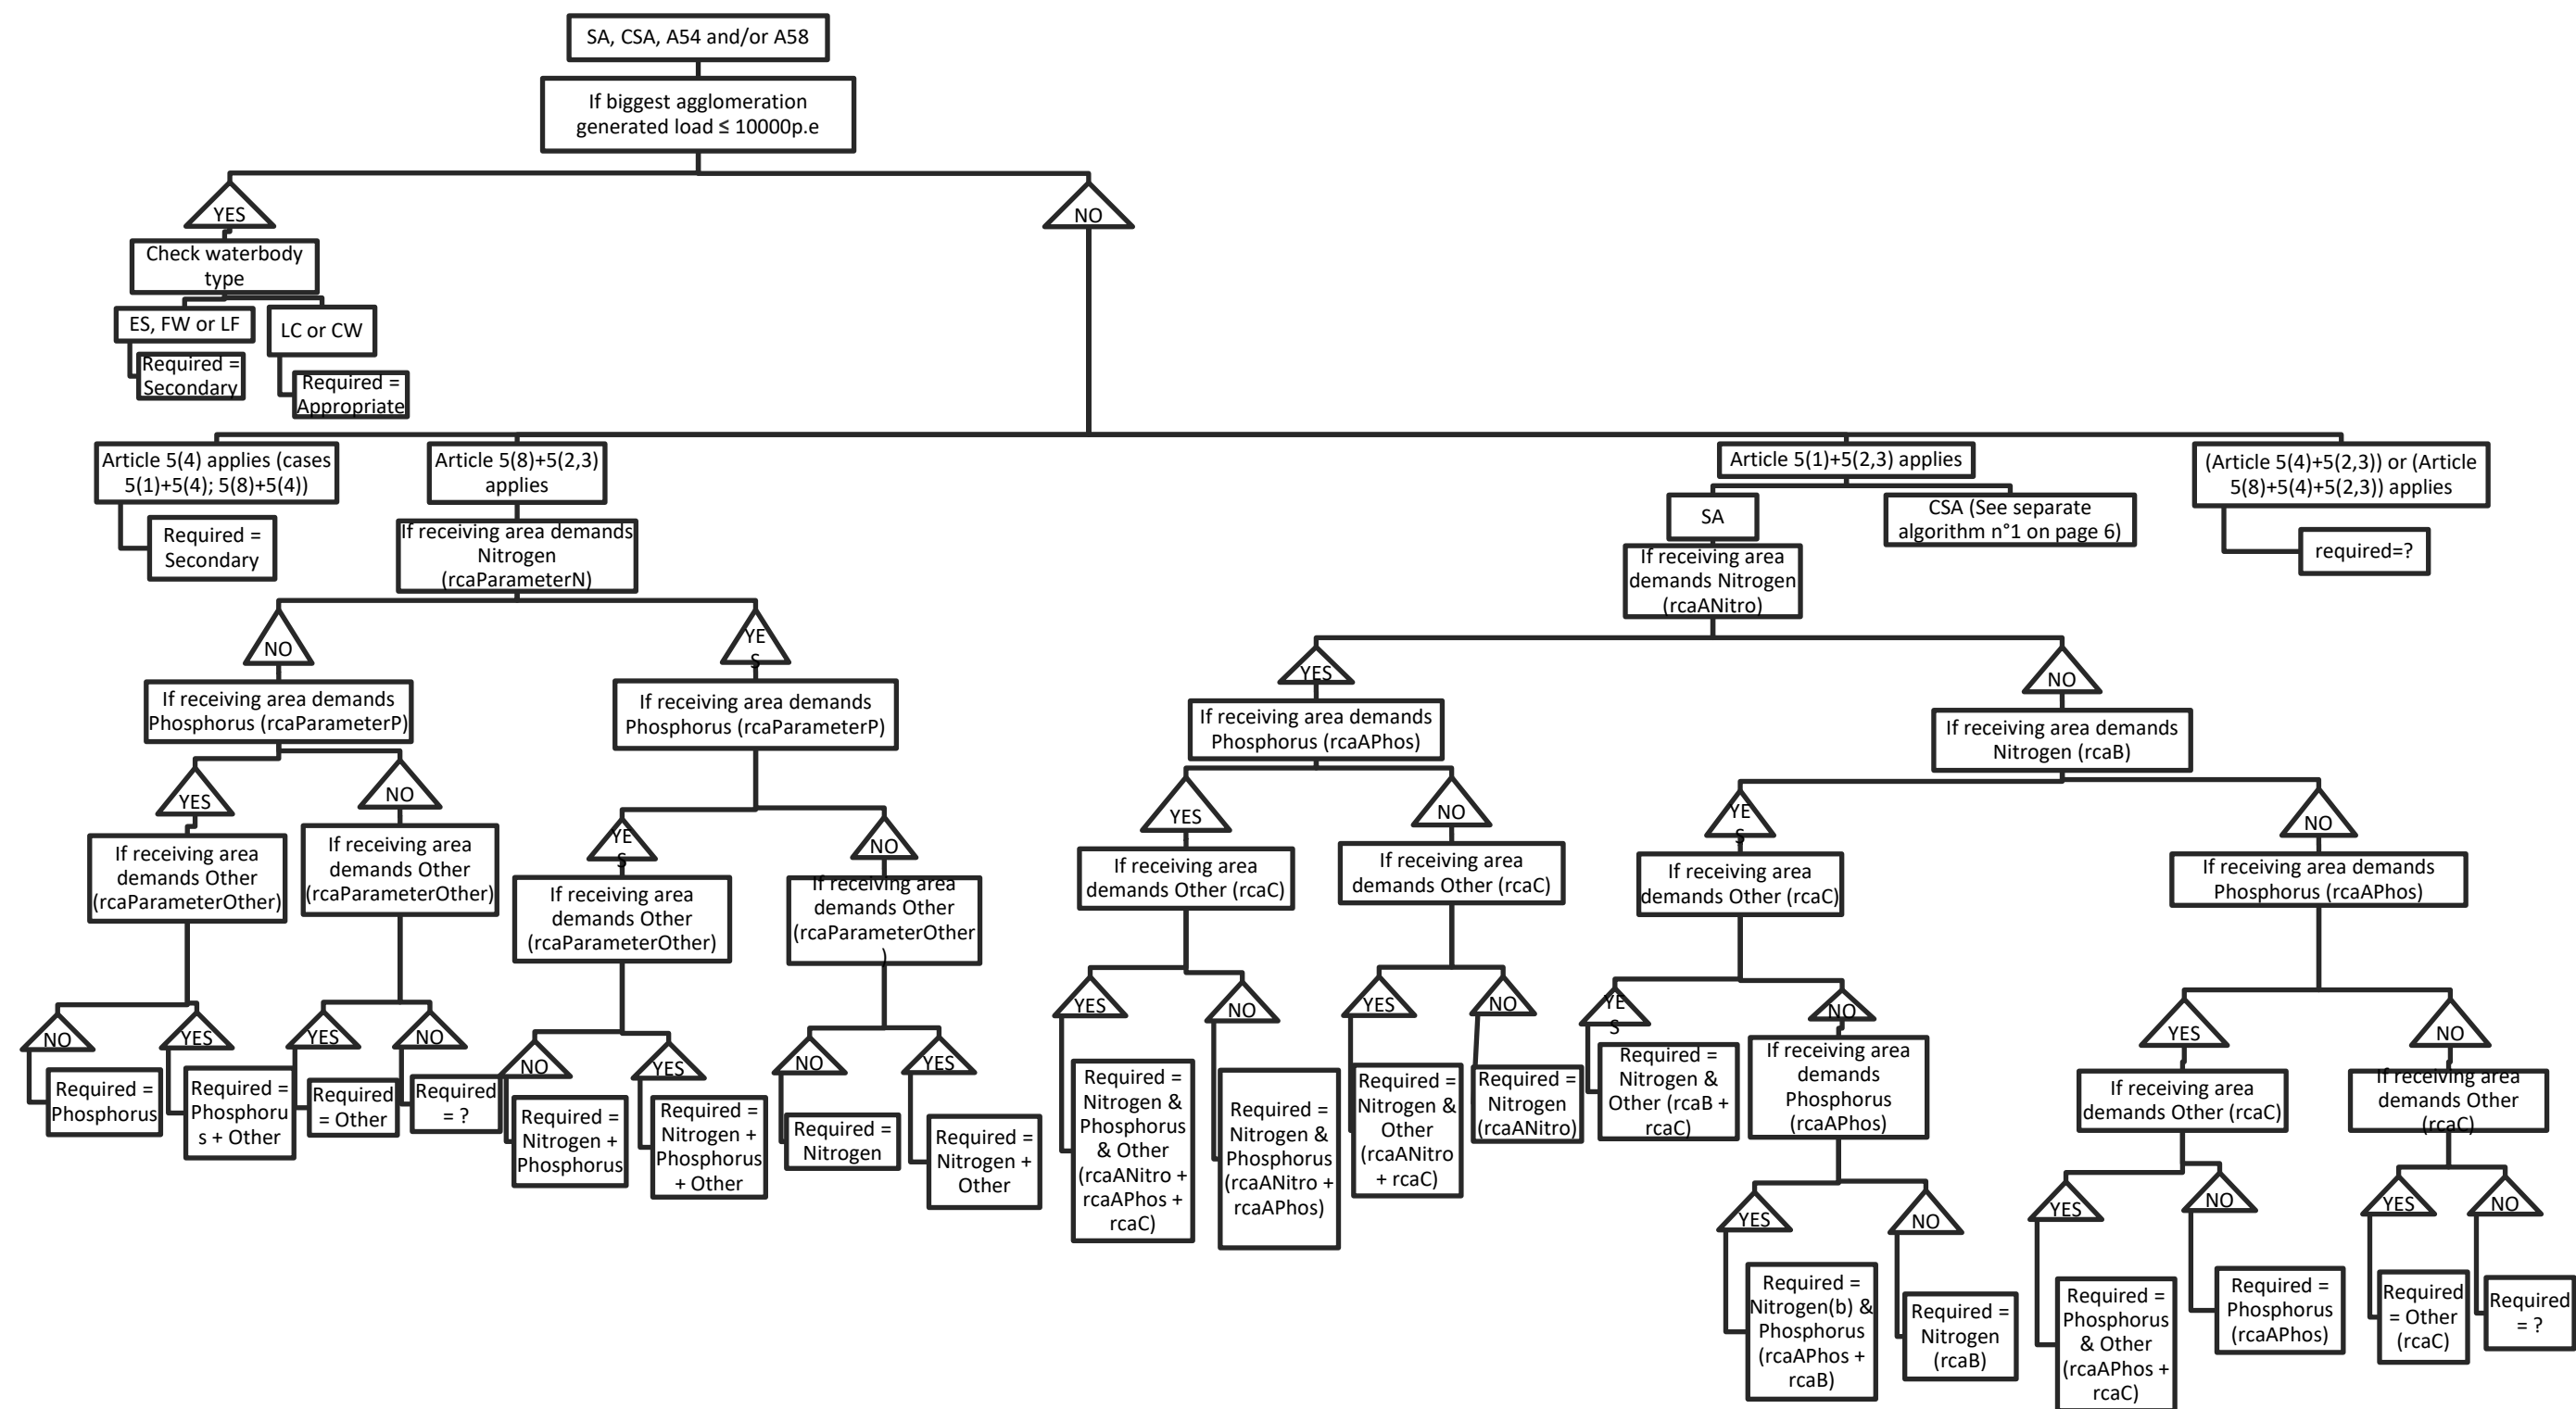 SA, CSA, A54 and/or A58
If biggest agglomeration
generated load ≤ 10000p.e
YES
NO
Check waterbody
type
ES, FW or LF
LC or CW
Required =
Secondary
Required =
Appropriate
Article 5(4) applies (cases
5(1)+5(4); 5(8)+5(4))
Required =
Secondary
Article 5(8)+5(2,3)
applies
If receiving area demands
Nitrogen
(rcaParameterN)
Article 5(1)+5(2,3) applies
SA
CSA (See separate
algorithm n°1 on page 6)
(Article 5(4)+5(2,3)) or (Article
5(8)+5(4)+5(2,3)) applies
required=?
If receiving area
demands Nitrogen
(rcaANitro)
NO
YE
S
If receiving area demands
Phosphorus (rcaParameterP)
If receiving area demands
Phosphorus (rcaParameterP)
YES
NO
If receiving area demands
Phosphorus (rcaAPhos)
If receiving area demands
Nitrogen (rcaB)
YES
NO
YE
S
NO
YES
NO
YE
S
NO
If receiving area
demands Other
(rcaParameterOther)
If receiving area
demands Other
(rcaParameterOther)
If receiving area
demands Other
(rcaParameterOther)
If receiving area
demands Other
(rcaParameterOther
)
If receiving area
demands Other (rcaC)
If receiving area
demands Other (rcaC)
If receiving area
demands Other (rcaC)
If receiving area demands
Phosphorus (rcaAPhos)
NO
YES
YES
NO
NO
YES
NO
YES
YES
NO
YES
NO
YE
S
NO
YES
NO
Required =
Phosphorus
Required =
Phosphoru
s + Other
Required
= Other
Required
= ?
Required =
Nitrogen +
Phosphorus
Required =
Nitrogen +
Phosphorus
+ Other
Required =
Nitrogen
Required =
Nitrogen +
Other
Required =
Nitrogen &
Phosphorus
& Other
(rcaANitro +
rcaAPhos +
rcaC)
Required =
Nitrogen &
Phosphorus
(rcaANitro +
rcaAPhos)
Required =
Nitrogen &
Other
(rcaANitro
+ rcaC)
Required =
Nitrogen
(rcaANitro)
Required =
Nitrogen &
Other (rcaB +
rcaC)
If receiving area
demands
Phosphorus
(rcaAPhos)
If receiving area
demands Other (rcaC)
If receiving area
demands Other
(rcaC)
YES
NO
YES
NO
YES
NO
Required =
Nitrogen(b) &
Phosphorus
(rcaAPhos +
rcaB)
Required =
Nitrogen
(rcaB)
Required =
Phosphorus
& Other
(rcaAPhos +
rcaC)
Required =
Phosphorus
(rcaAPhos)
Required
= Other
(rcaC)
Required
= ?